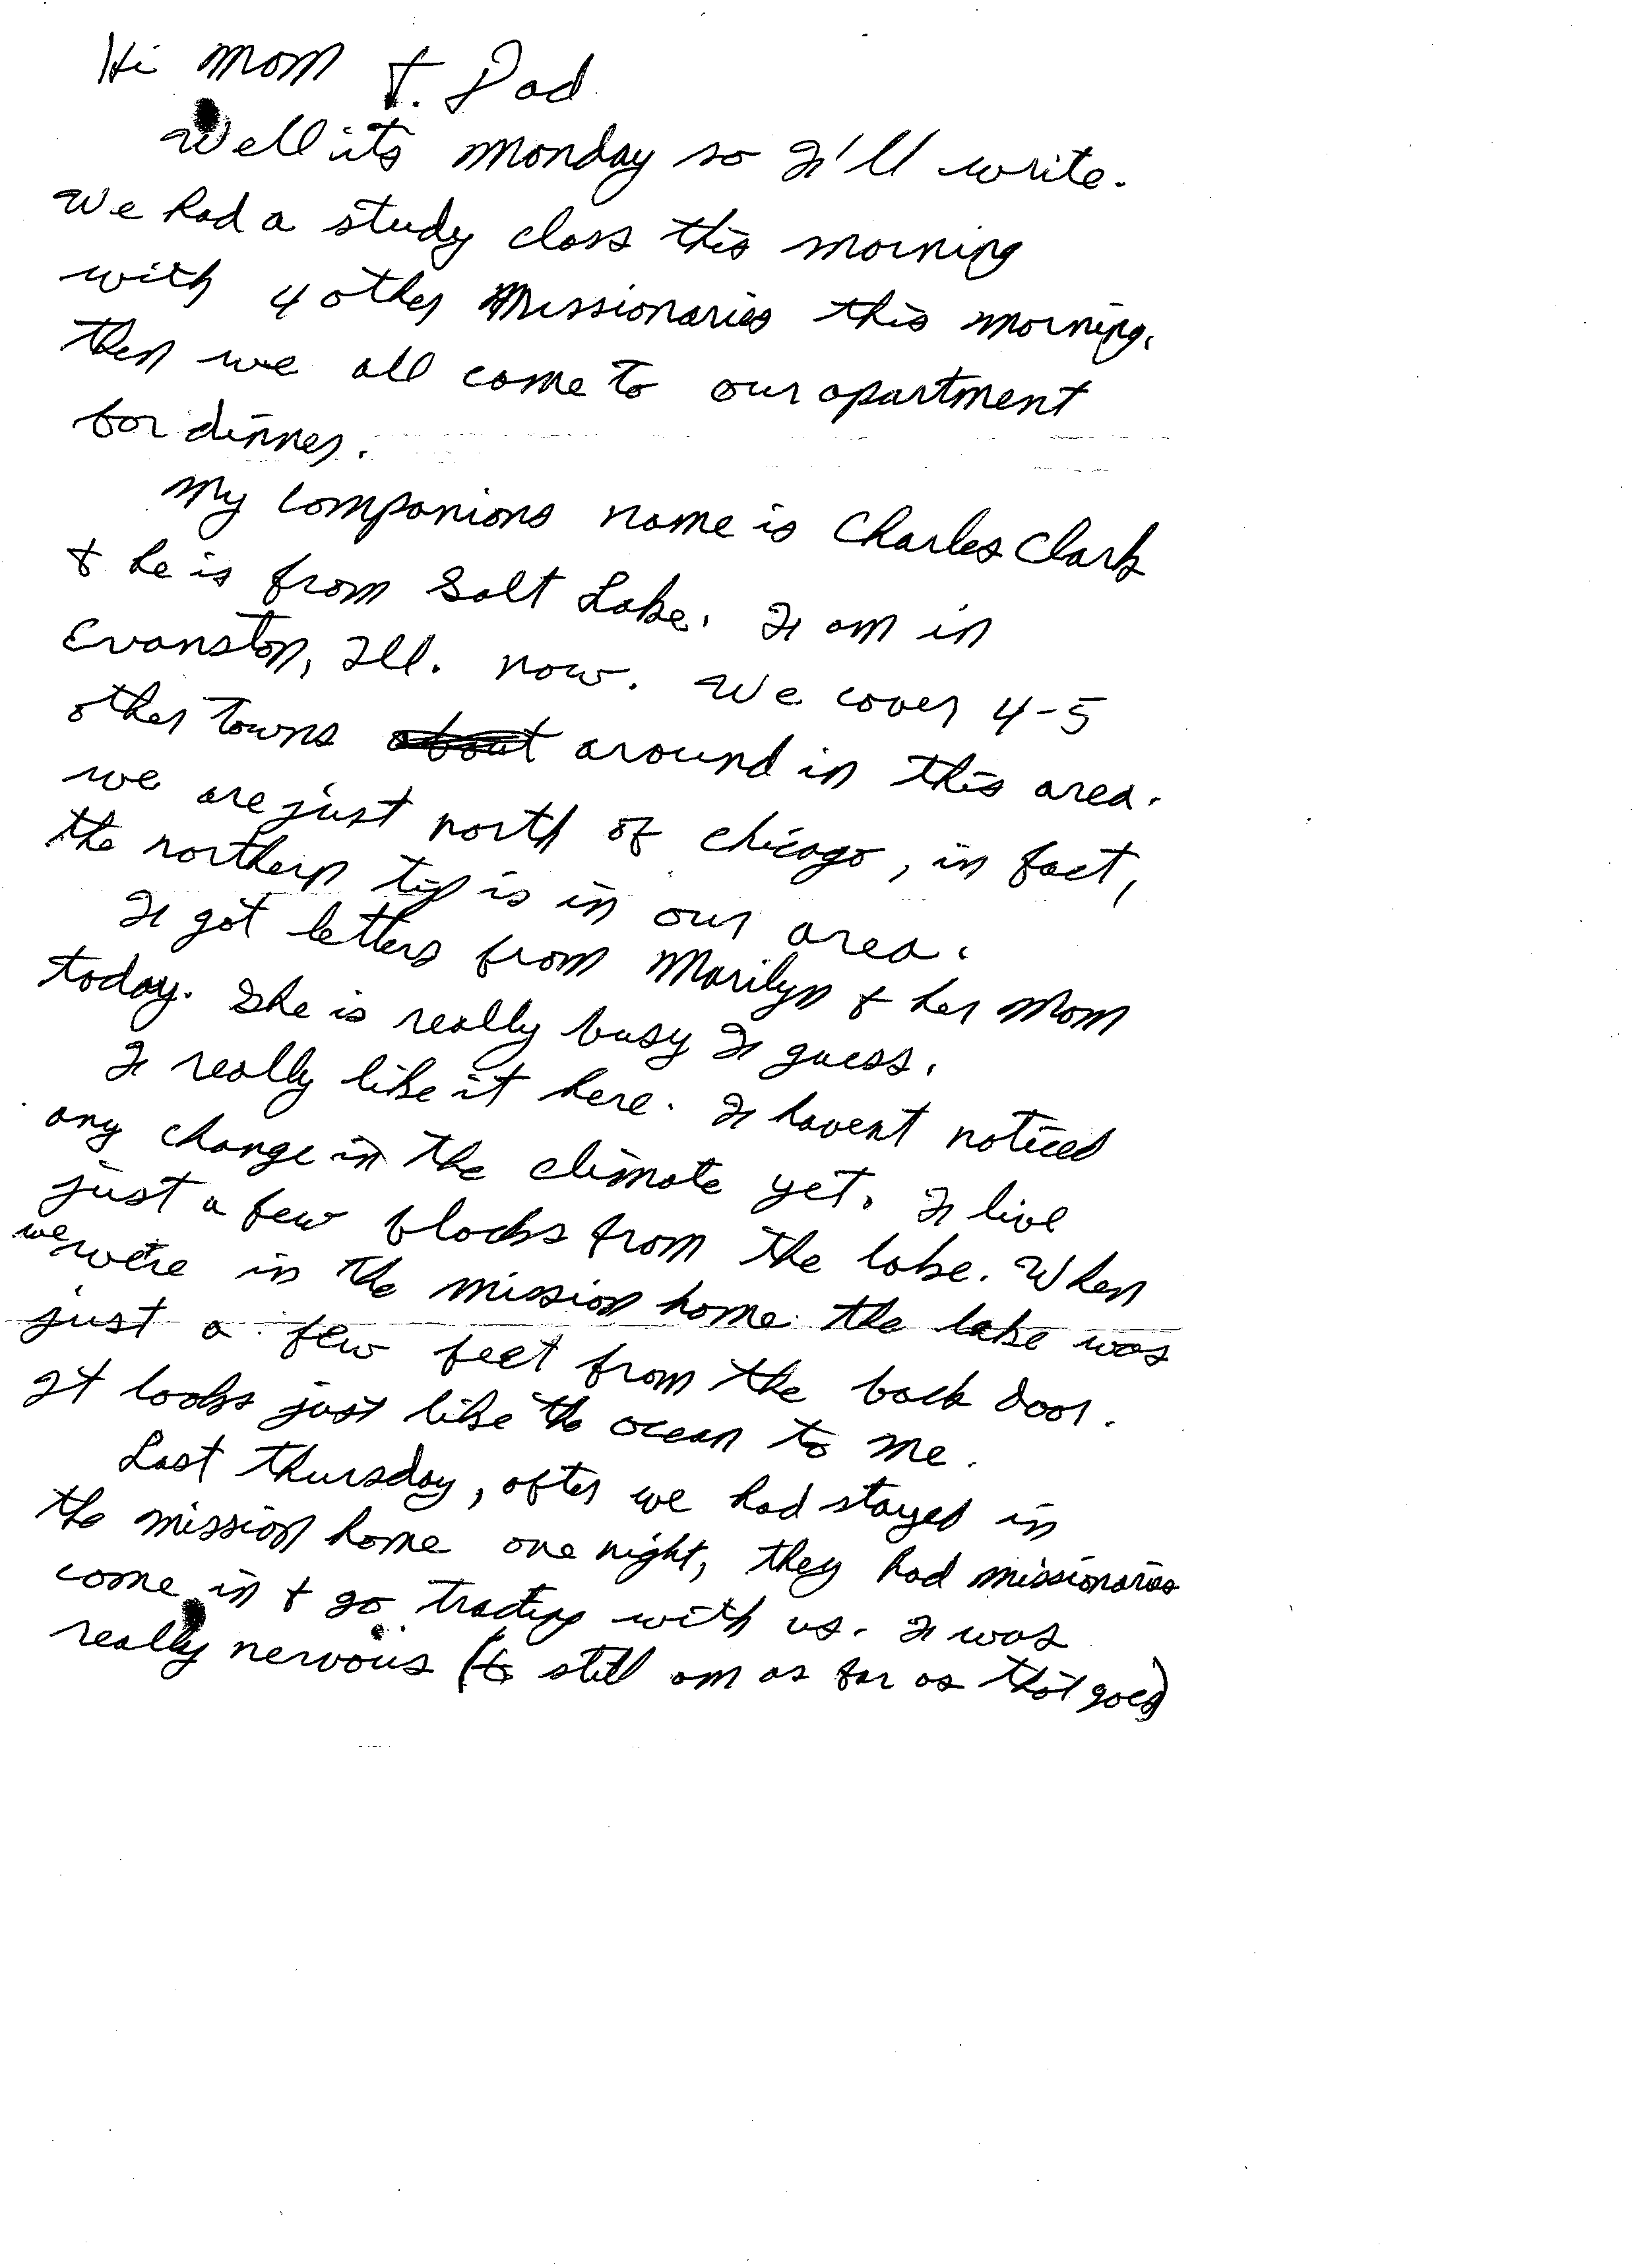 Hi Mom & Dad
Well its Monday so I'll write.
We had a study class this morning
with 4 other Missionaries this morning.
then we all come to our apartment
for dinner.
My companions name is Charles Clark
& he is from Salt Lake. I am in
Evanston, Ill. now. We cover 4-5
other towns about around in this area.
we are just north of Chicago, in fact,
the northern tip is in our area.
I got letters from Marilyn & her Mom
today. She is really busy I guess.
I really like it here. I havent noticed
any change in the climate yet. I live
just a few blocks from the lake. When
we were in the mission home the lake was
just a few feet from the back door.
It looks just like the ocean to me.
Last Thursday, after we had stayed in
the mission home one night, they had missionaries
come in & go tracting with us. I was
really nervous (& still am as far as that goes)